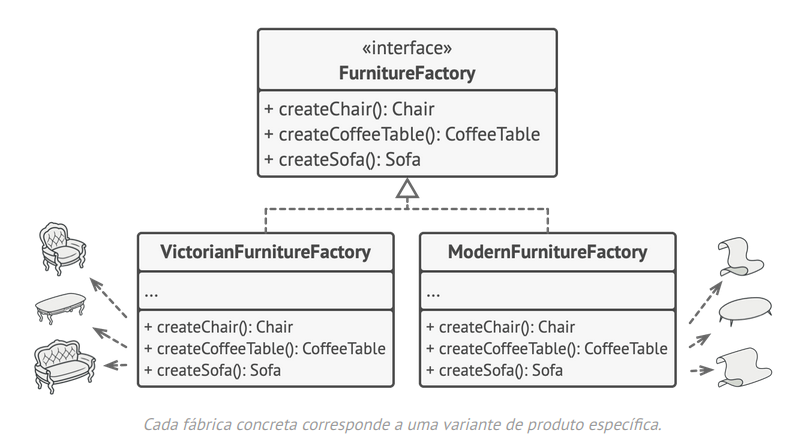 «interface»
FurnitureFactory
+ createChair(): Chair
+ createCoffeeTable(): CoffeeTable
+ createSofa(): Sofa
VictorianFurnitureFactory
...
+ createChair(): Chair
+ createCoffeeTable(): CoffeeTable
+ createSofa(): Sofa
ModernFurnitureFactory
...
+ createChair(): Chair
+ createCoffeeTable(): CoffeeTable
+ createSofa(): Sofa
Cada fábrica concreta corresponde a uma variante de produto específica.